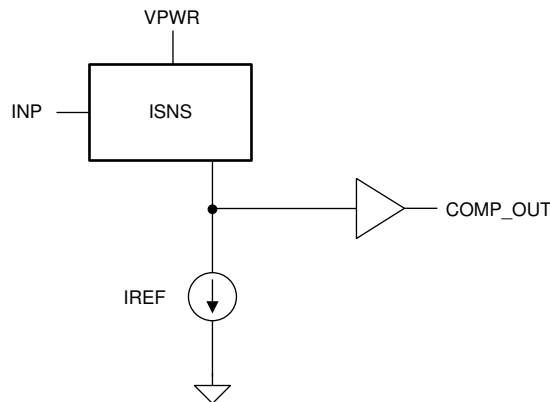 VPWR
INP
ISNS
COMP_OUT
IREF